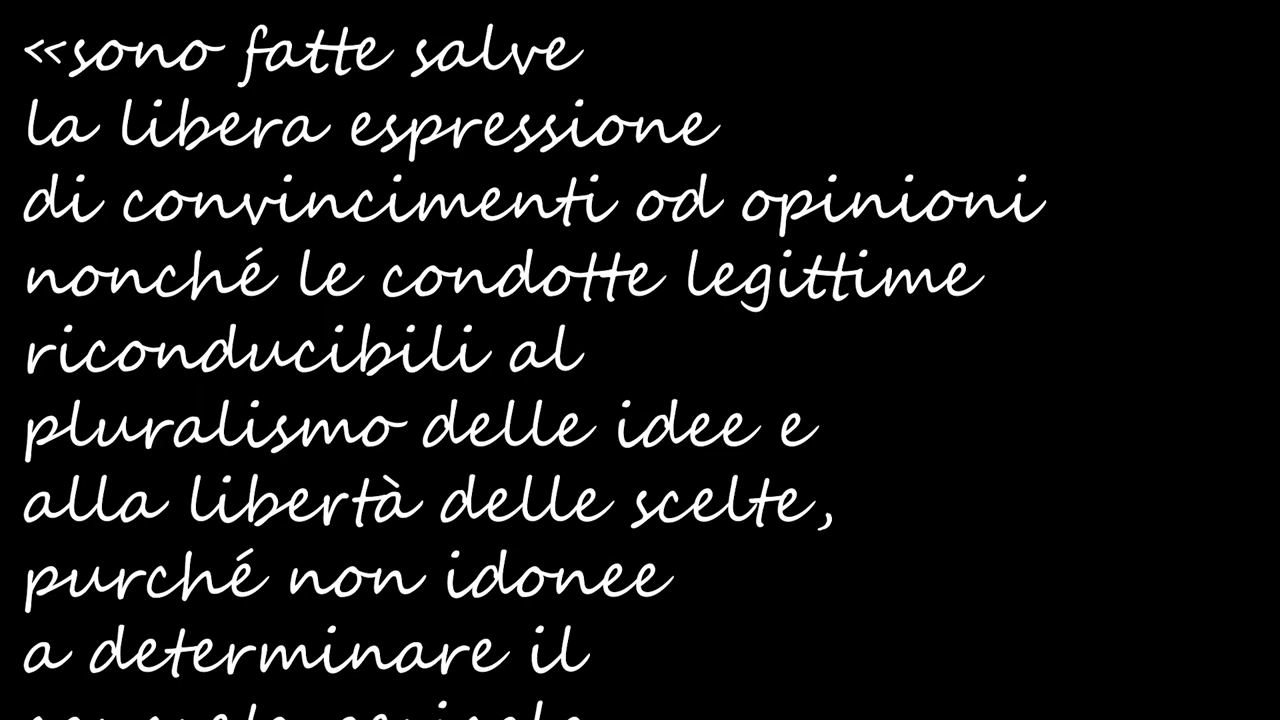 «sono fatte salve
la libera espressione
di convincimenti od opinioni
nonché le condotte legittime
riconducibili al
pluralismo delle idee e
alla libertà delle scelte,
purché non idonee
a determinare il